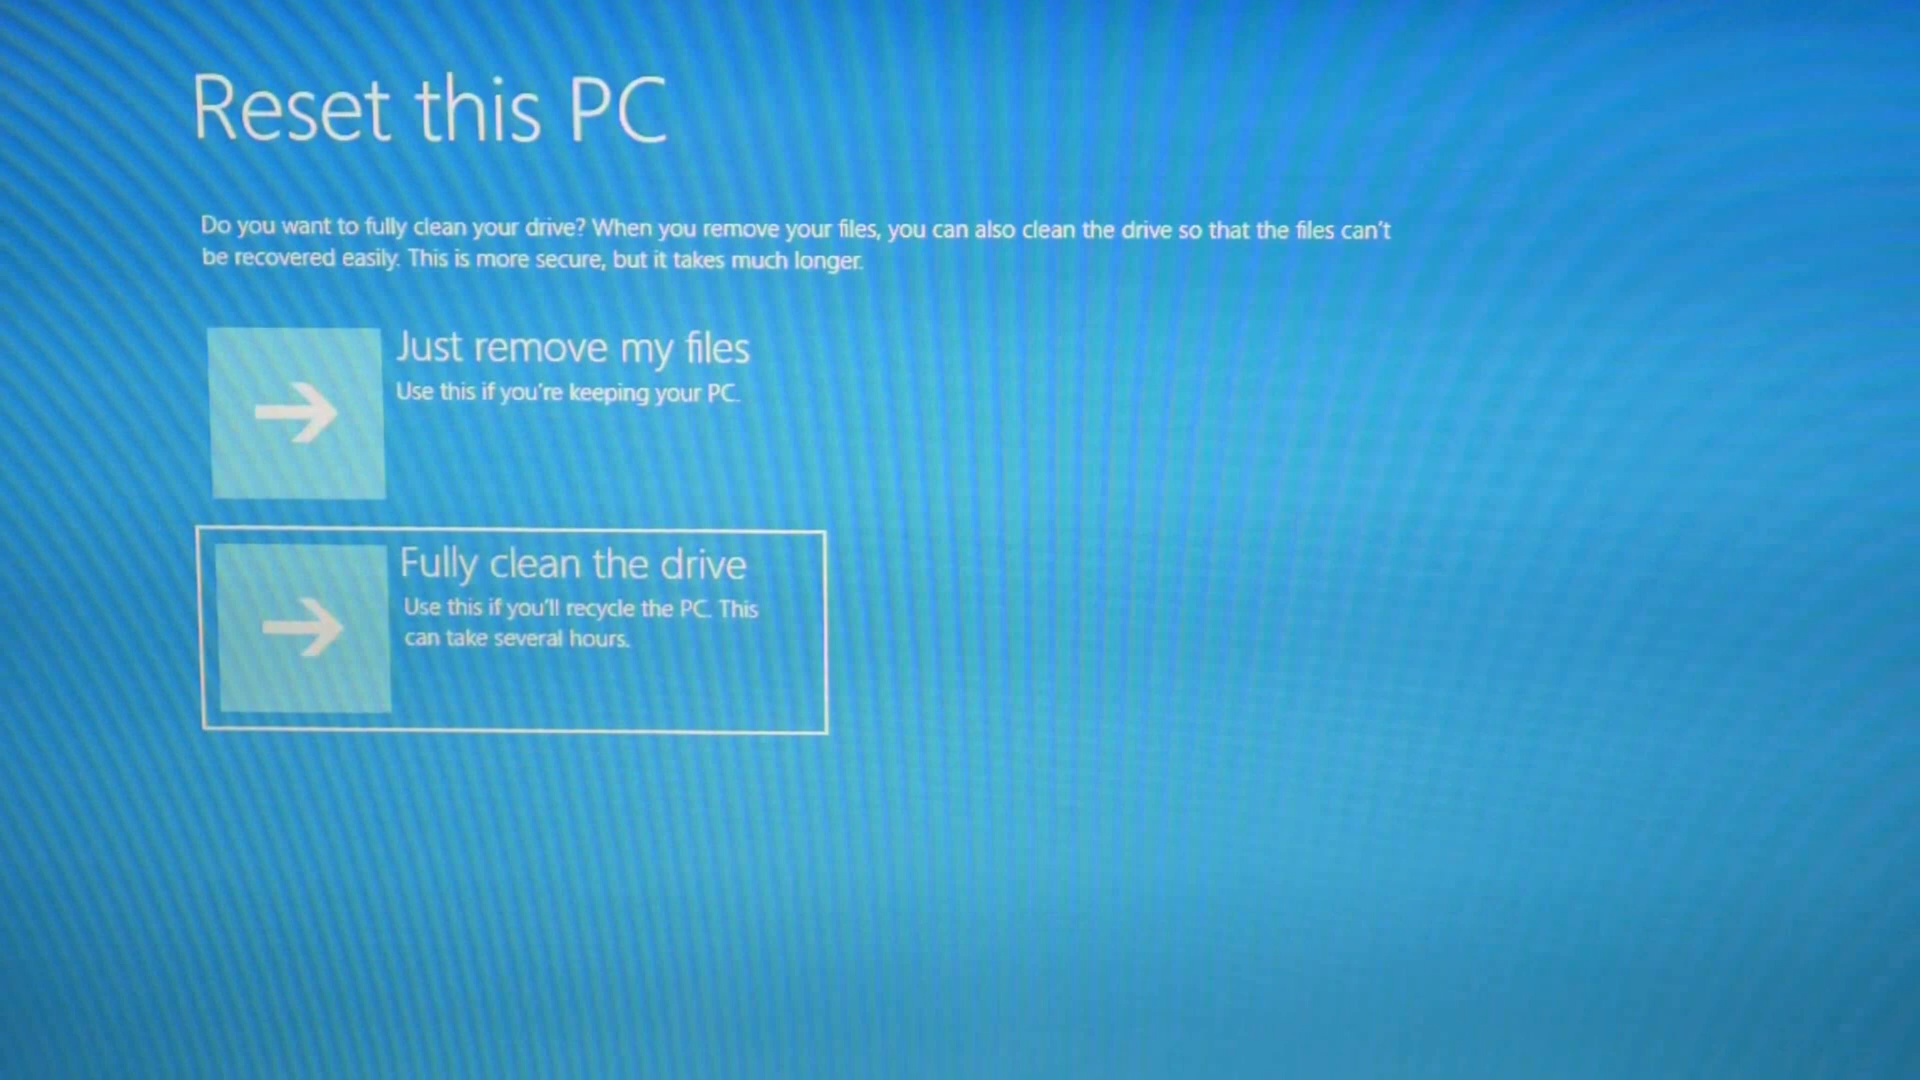 Reset this PC
Do you want to fully clean your drive? When you remove your files, you can also clean the drive so that the files can't
be recovered easily. This is more secure, but it takes much longer.
Just remove my files
Use this if you're keeping your PC.
Fully clean the drive
Use this if you'll recycle the PC. This
can take several hours.